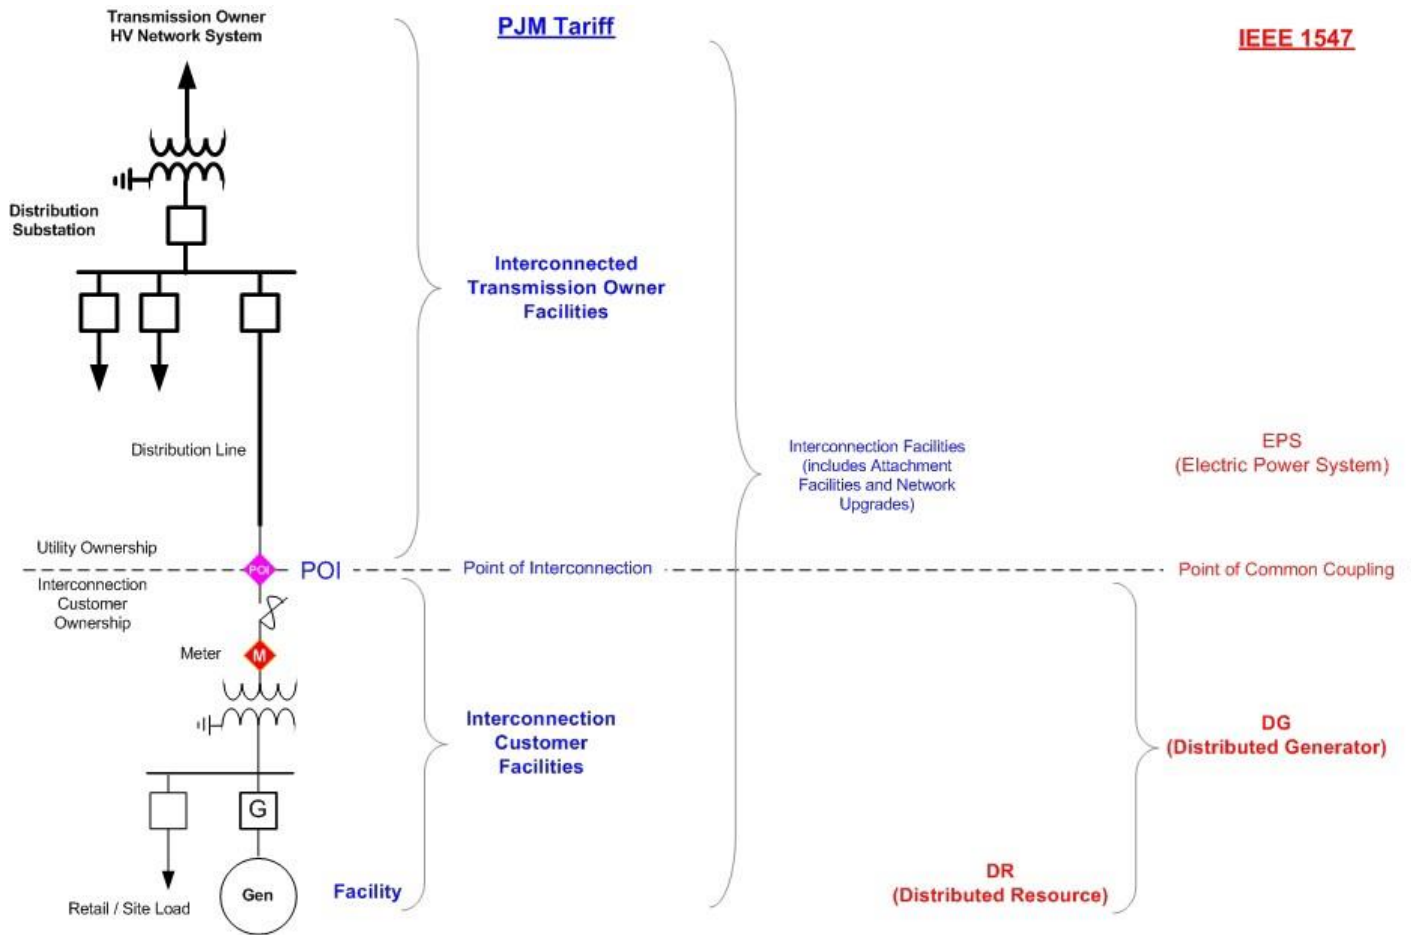 Transmission Owner
HV Network System
PJM Tariff
IEEE 1547
Distribution
Substation
Interconnected
Transmission Owner
Facilities
Distribution Line
Interconnection Facilities
(includes Attachment
Facilities and Network
Upgrades)
EPS
(Electric Power System)
Utility Ownership
POI
POI
Point of Interconnection
Point of Common Coupling
Interconnection
Customer
Ownership
Meter
M
Interconnection
Customer
Facilities
DG
(Distributed Generator)
G
Gen
Facility
Retail / Site Load
DR
(Distributed Resource)